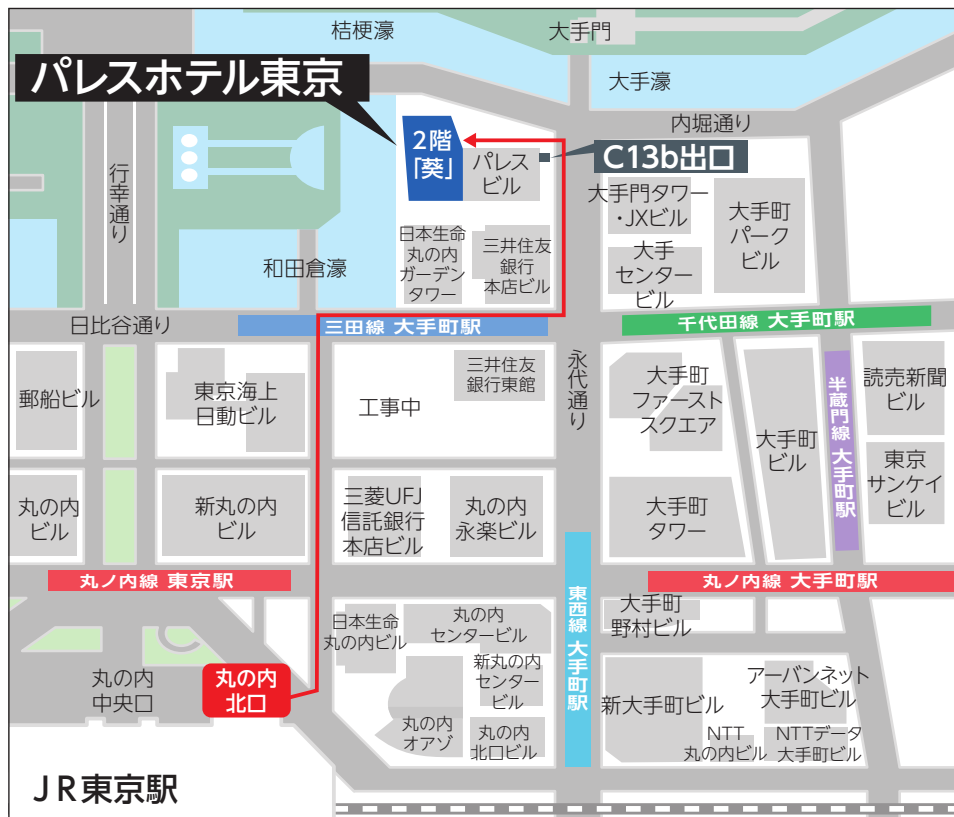 桔梗濠
大手門
大手濠
パレスホテル東京
内堀通り
2階
「葵」
パレス
ビル
C13b出口
行幸通り
大手門タワー
・JXビル
大手町
パーク
ビル
和田倉濠
日本生命
丸の内
ガーデン
タワー
三井住友
銀行
本店ビル
大手
センター
ビル
日比谷通り
三田線 大手町駅
千代田線 大手町駅
郵船ビル
東京海上
日動ビル
工事中
三井住友
銀行東館
永代通り
大手町
ファースト
スクエア
大手町
ビル
半蔵門線 大手町駅
読売新聞
ビル
丸の内
ビル
新丸の内
ビル
三菱UFJ
信託銀行
本店ビル
丸の内
永楽ビル
大手町
タワー
東京
サンケイ
ビル
丸ノ内線 東京駅
東西線 大手町駅
丸ノ内線 大手町駅
日本生命
丸の内ビル
丸の内
センタービル
大手町
野村ビル
丸の内
中央口
丸の内
北口
新丸の内
センター
ビル
新大手町ビル
アーバンネット
大手町ビル
丸の内
オアゾ
丸の内
北口ビル
NTT
丸の内ビル
NTTデータ
大手町ビル
JR東京駅